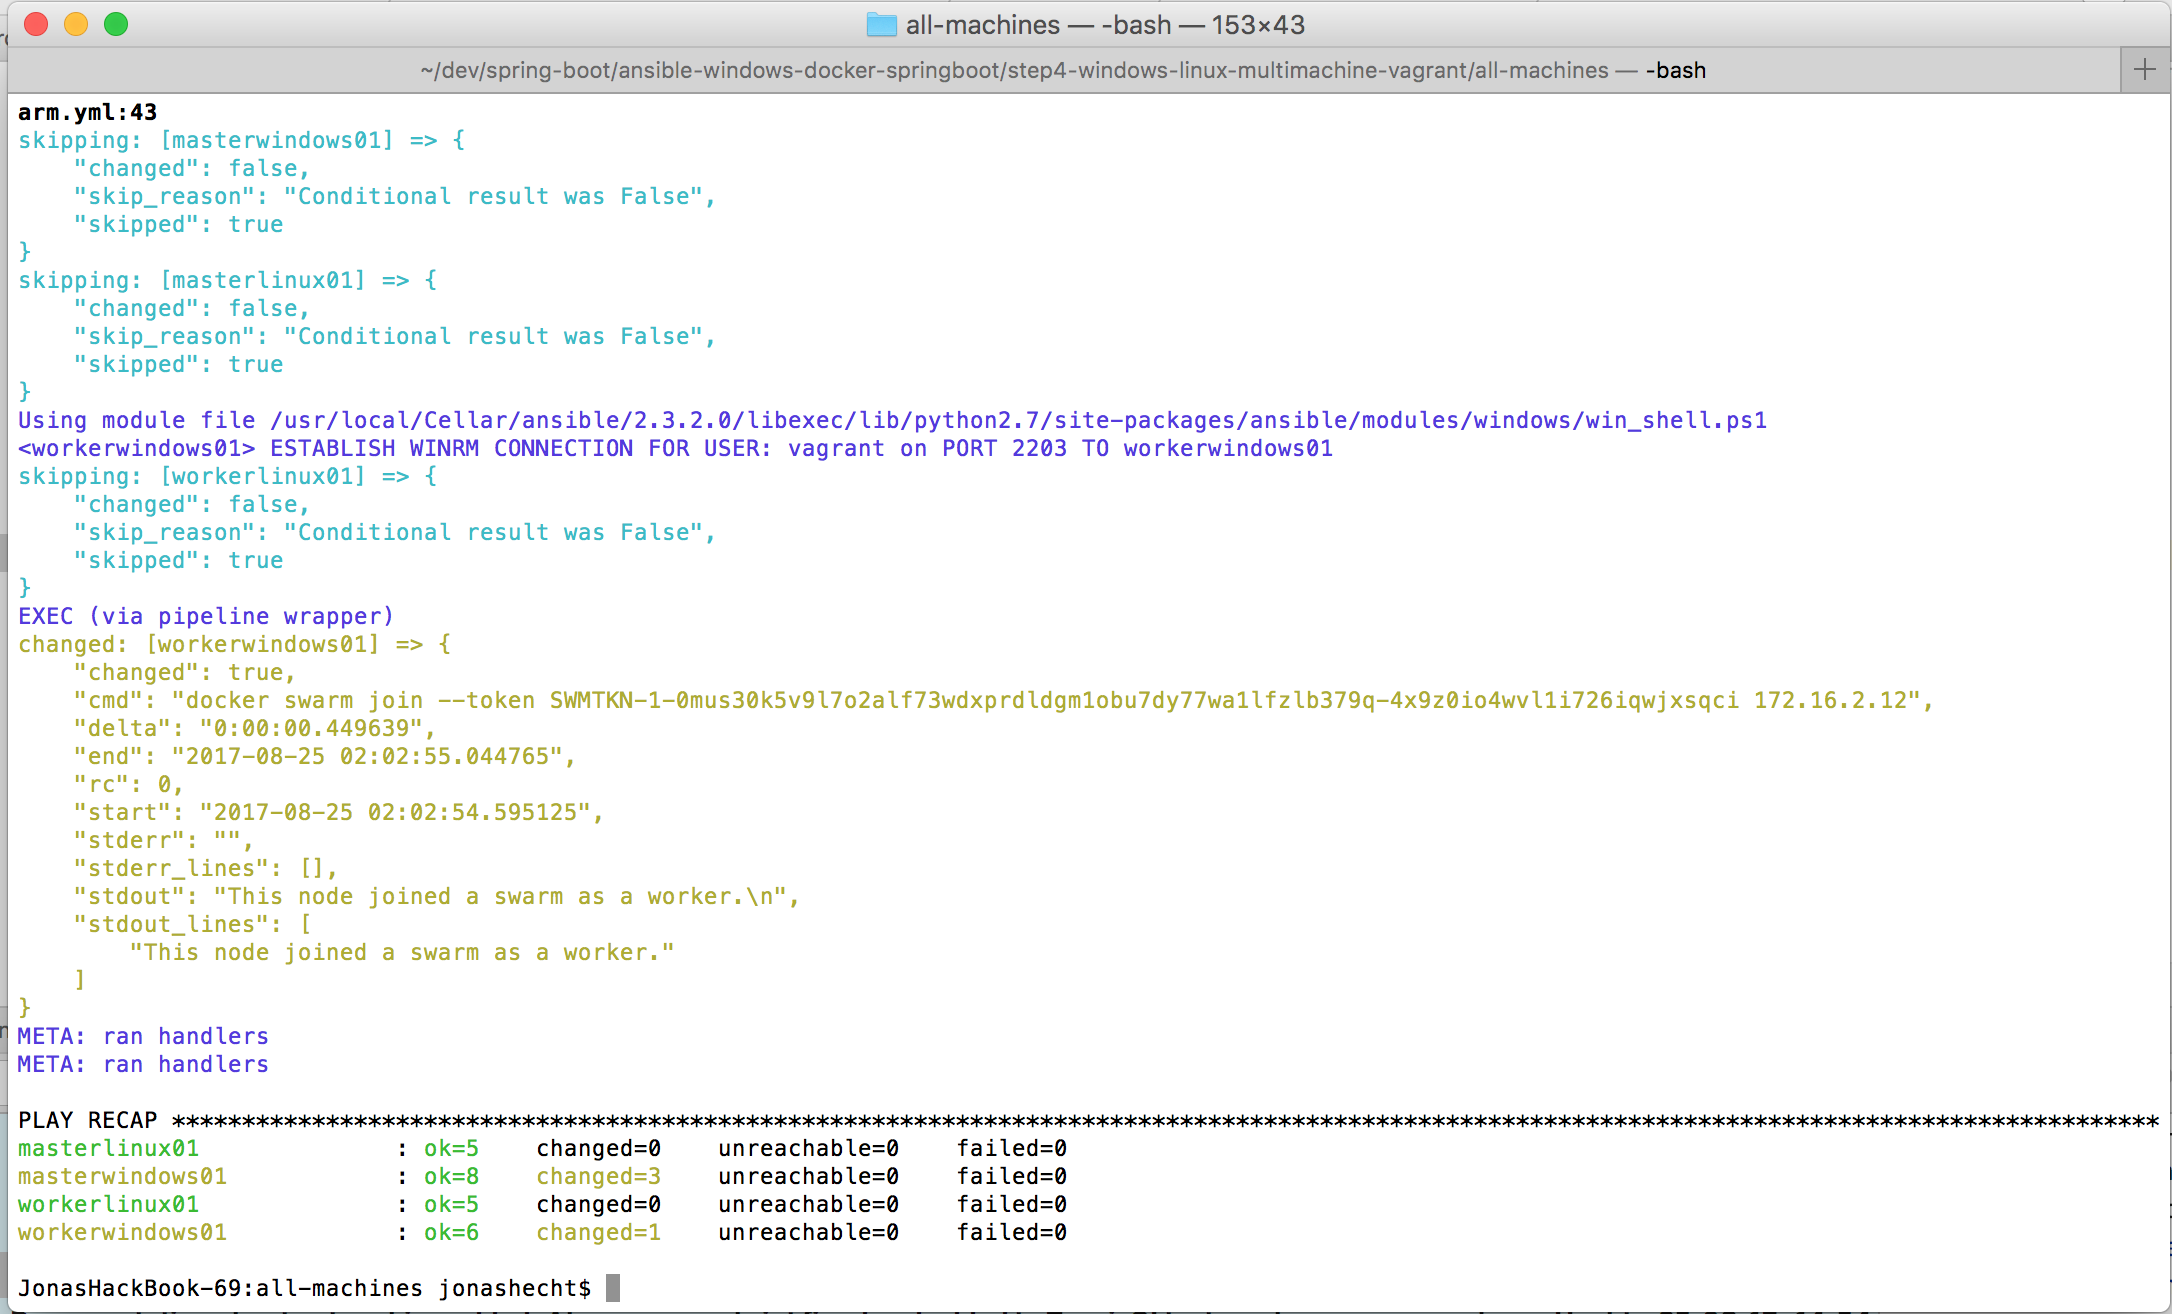 all-machines — -bash — 153×43
~/dev/spring-boot/ansible-windows-docker-springboot/step4-windows-linux-multimachine-vagrant/all-machines — -bash
arm.yml:43
skipping: [masterwindows01] => {
    "changed": false,
    "skip_reason": "Conditional result was False",
    "skipped": true
}
skipping: [masterlinux01] => {
    "changed": false,
    "skip_reason": "Conditional result was False",
    "skipped": true
}
Using module file /usr/local/Cellar/ansible/2.3.2.0/libexec/lib/python2.7/site-packages/ansible/modules/windows/win_shell.ps1
<workerwindows01> ESTABLISH WINRM CONNECTION FOR USER: vagrant on PORT 2203 TO workerwindows01
skipping: [workerlinux01] => {
    "changed": false,
    "skip_reason": "Conditional result was False",
    "skipped": true
}
EXEC (via pipeline wrapper)
changed: [workerwindows01] => {
    "changed": true,
    "cmd": "docker swarm join --token SWMTKN-1-0mus30k5v9l7o2alf73wdxprdldgm1obu7dy77wa1lfzlb379q-4x9z0io4wvl1i726iqwjxsqci 172.16.2.12",
    "delta": "0:00:00.449639",
    "end": "2017-08-25 02:02:55.044765",
    "rc": 0,
    "start": "2017-08-25 02:02:54.595125",
    "stderr": "",
    "stderr_lines": [],
    "stdout": "This node joined a swarm as a worker.\n",
    "stdout_lines": [
        "This node joined a swarm as a worker."
    ]
}
META: ran handlers
META: ran handlers
PLAY RECAP **********************************************************************************************************************************************
masterlinux01              : ok=5    changed=0    unreachable=0    failed=0
masterwindows01            : ok=8    changed=3    unreachable=0    failed=0
workerlinux01              : ok=5    changed=0    unreachable=0    failed=0
workerwindows01            : ok=6    changed=1    unreachable=0    failed=0
JonasHackBook-69:all-machines jonashecht$